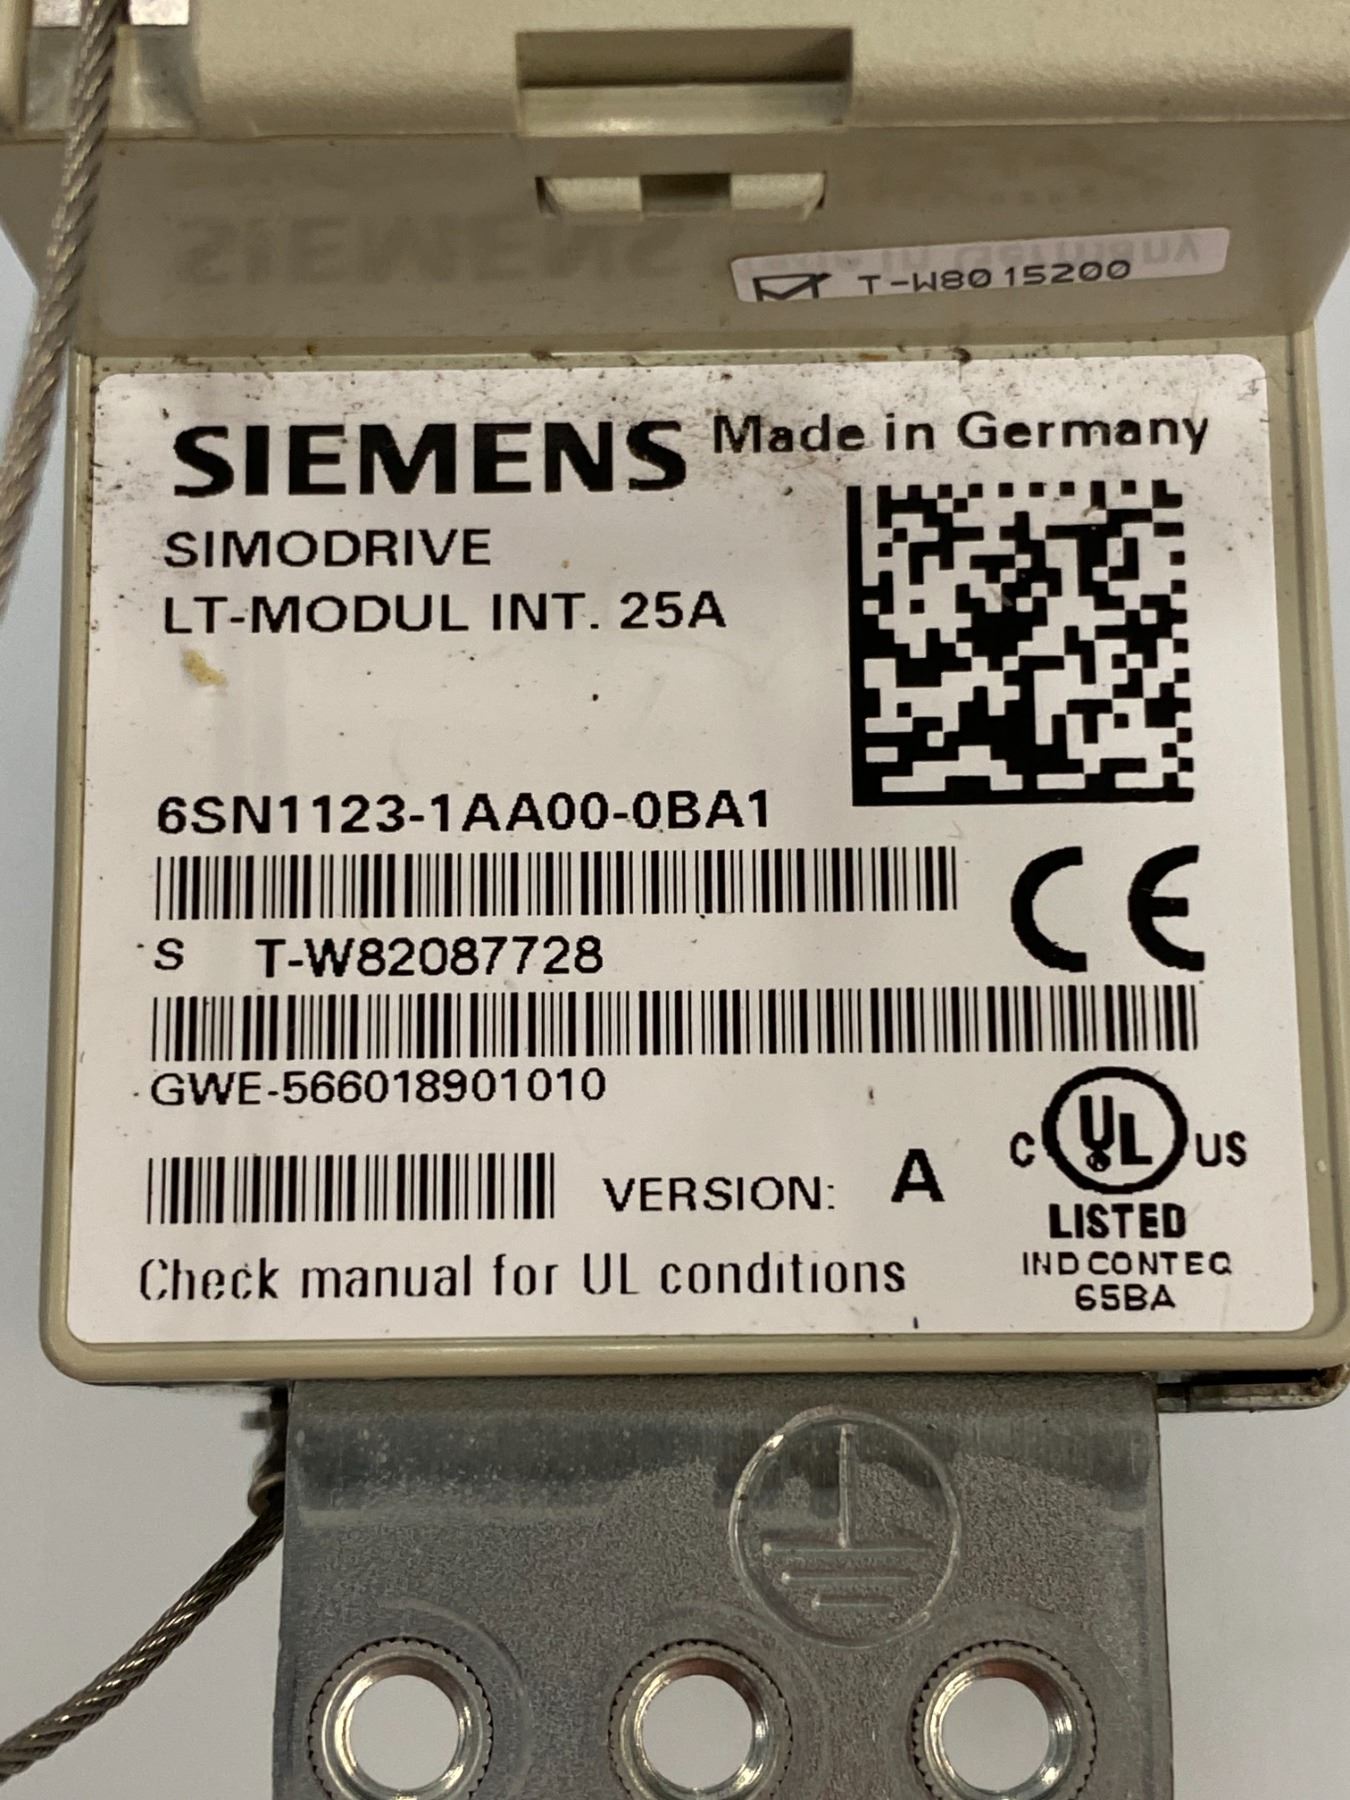 T-W8015200
SIEMENS Made in Germany
SIMODRIVE
LT-MODUL INT. 25A
6SN1123-1AA00-0BA1
CE
S T-W82087728
GWE-566018901010
C UL US
VERSION: A
LISTED
IND CONT EQ
65BA
Check manual for UL conditions